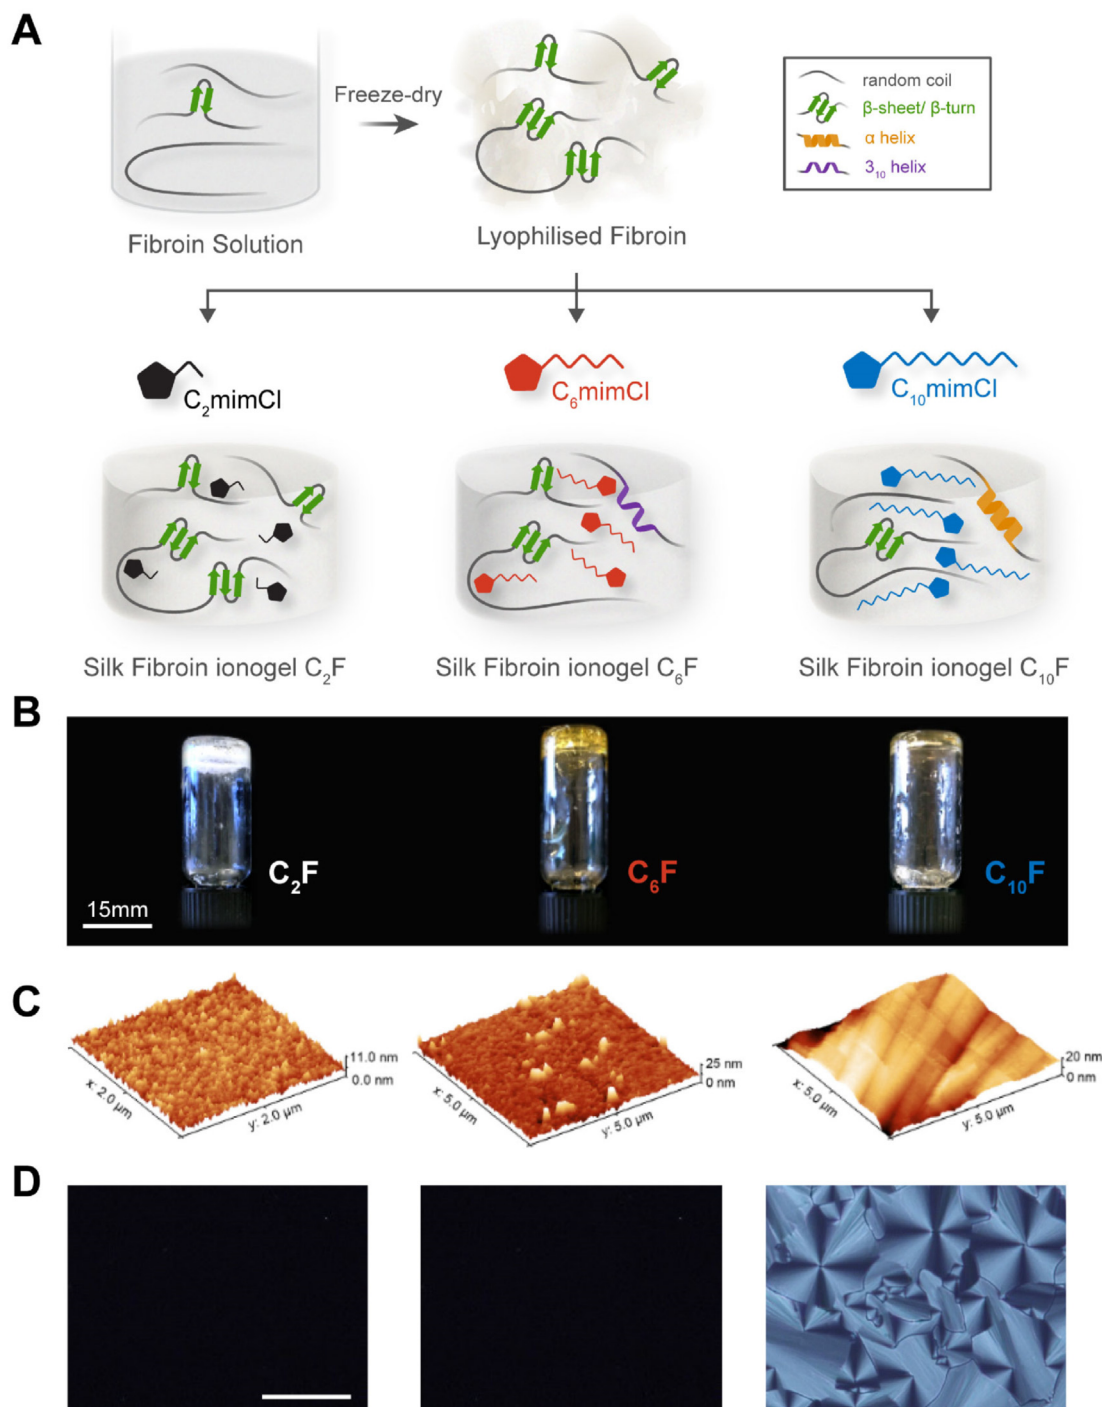 A
Freeze-dry
Fibroin Solution
Lyophilised Fibroin
random coil
β-sheet/ β-turn
α helix
3₁₀ helix
C₂mimCl
C₆mimCl
C₁₀mimCl
Silk Fibroin ionogel C₂F
Silk Fibroin ionogel C₆F
Silk Fibroin ionogel C₁₀F
B
C₂F
C₆F
C₁₀F
15mm
C
11.0 nm
0.0 nm
x: 2.0 µm
y: 2.0 µm
25 nm
0 nm
x: 5.0 µm
y: 5.0 µm
20 nm
0 nm
x: 5.0 µm
y: 5.0 µm
D